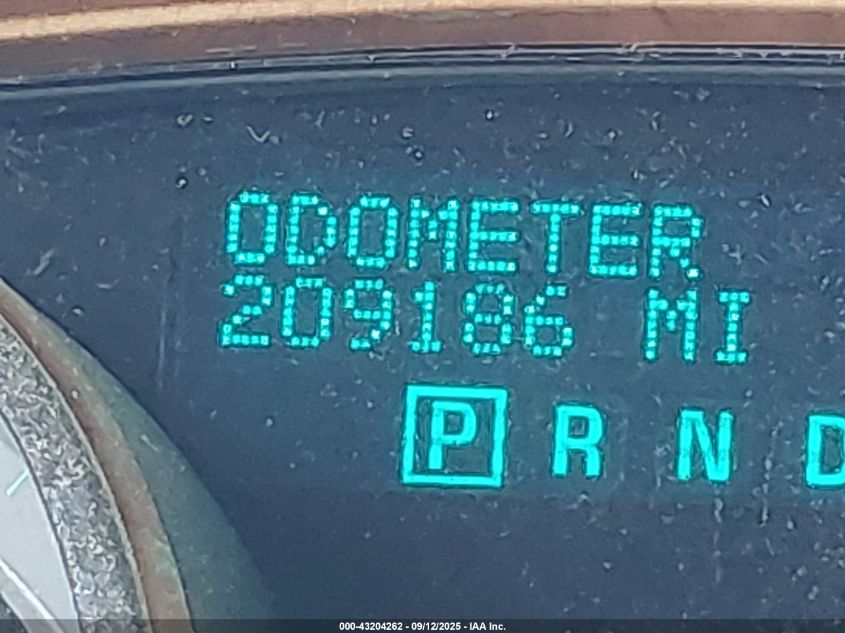 ODOMETER
209186 MI
P R N D
000-43204262 - 09/12/2025 - IAA Inc.